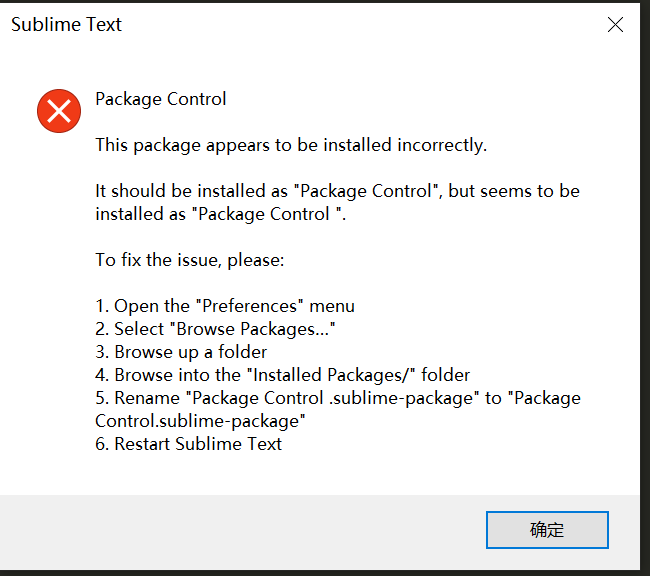 Sublime Text
Package Control
This package appears to be installed incorrectly.
It should be installed as "Package Control", but seems to be
installed as "Package Control ".
To fix the issue, please:
1. Open the "Preferences" menu
2. Select "Browse Packages..."
3. Browse up a folder
4. Browse into the "Installed Packages/" folder
5. Rename "Package Control .sublime-package" to "Package
Control.sublime-package"
6. Restart Sublime Text
确定